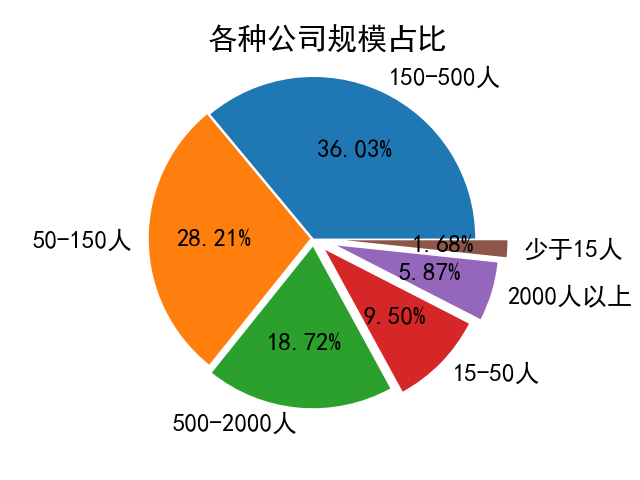 各种公司规模占比
150-500人
36.03%
50-150人
28.21%
1.68%
少于15人
5.87%
2000人以上
9.50%
18.72%
15-50人
500-2000人